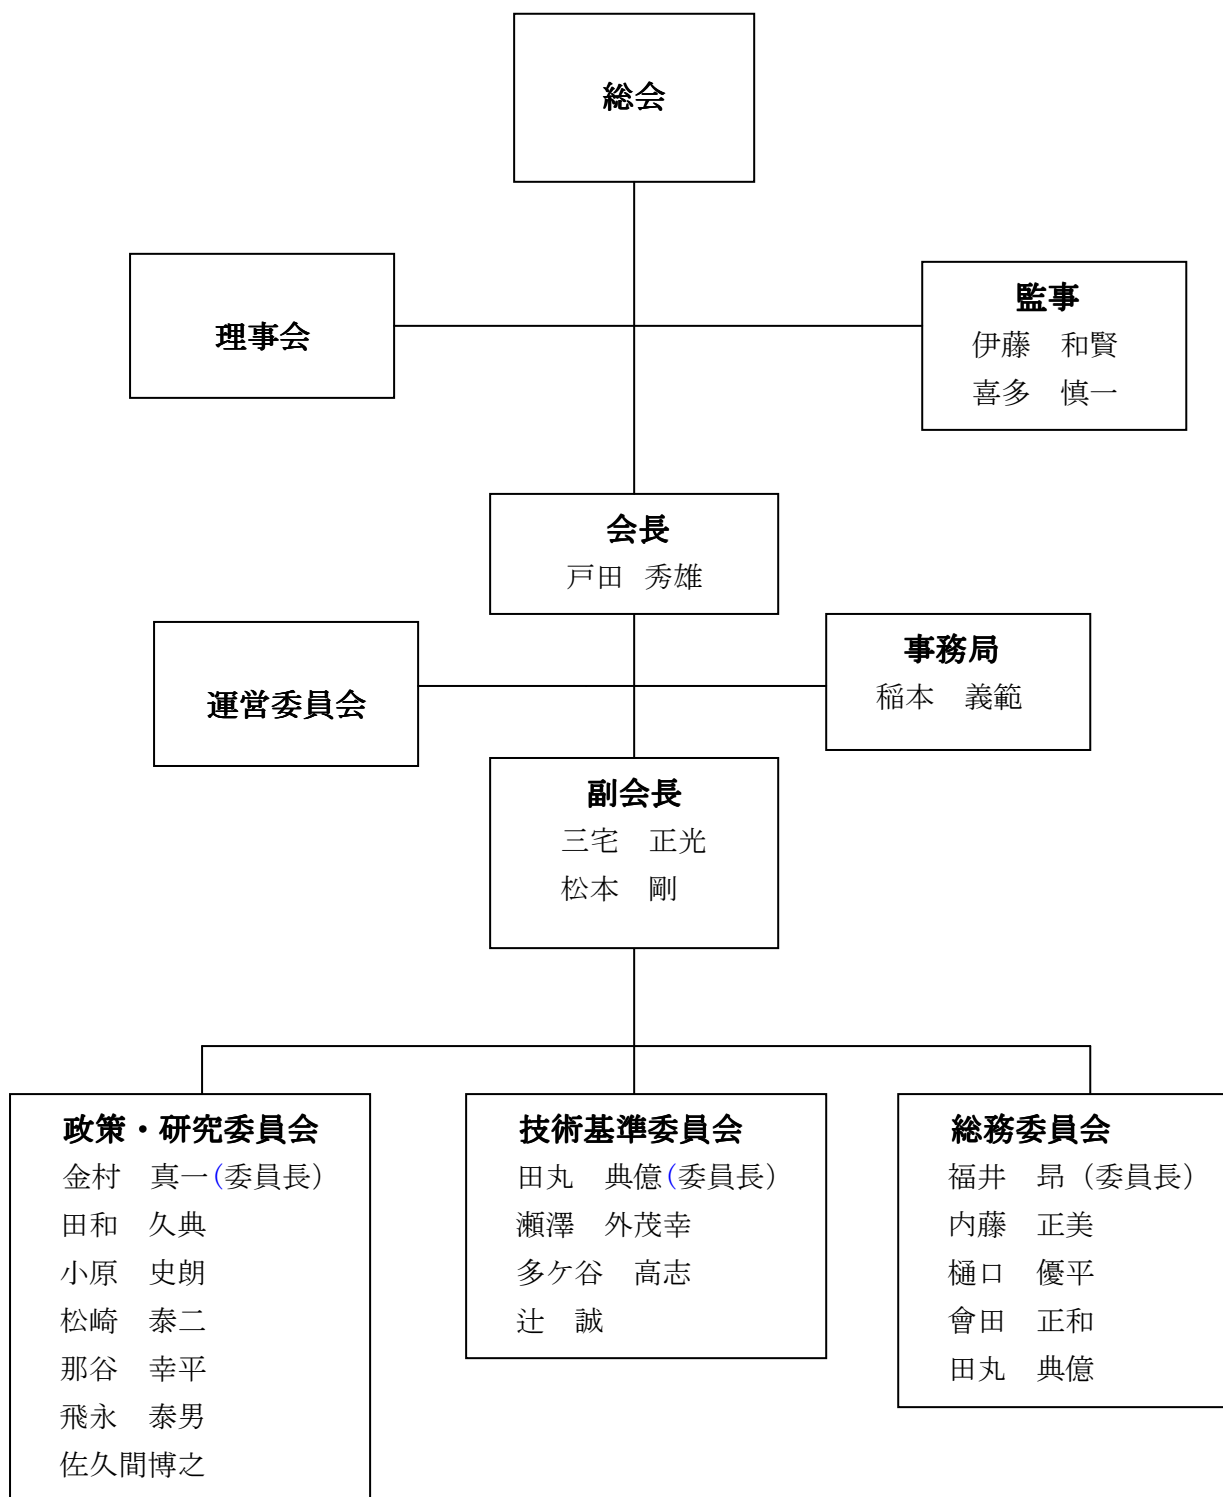 総会
理事会
監事
伊藤　和賢
喜多　慎一
会長
戸田 秀雄
運営委員会
事務局
稲本　義範
副会長
三宅　正光
松本　剛
政策・研究委員会
金村　真一(委員長)
田和　久典
小原　史朗
松崎　泰二
那谷　幸平
飛永　泰男
佐久間博之
技術基準委員会
田丸　典億(委員長)
瀬澤　外茂幸
多ケ谷　高志
辻　誠
総務委員会
福井　昂（委員長）
内藤　正美
樋口　優平
會田　正和
田丸　典億